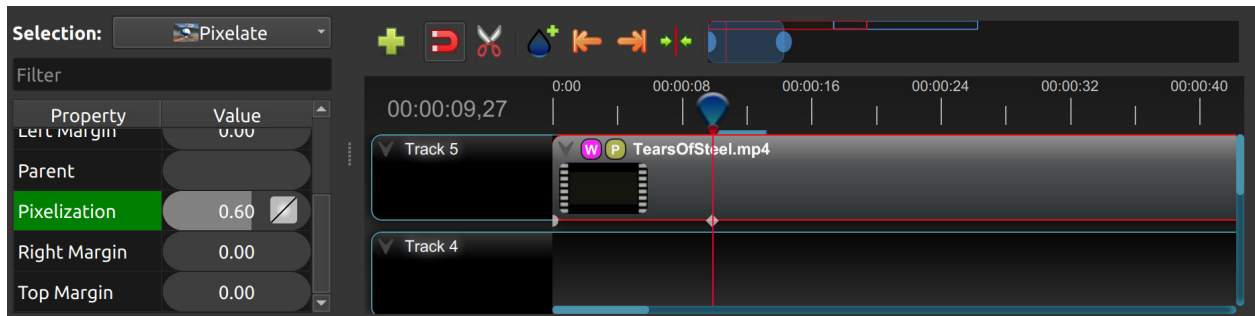 Selection: Pixelate
Filter
Property Value
Left Margin 0.00
Parent
Pixelization 0.60
Right Margin 0.00
Top Margin 0.00
00:00:09,27
0:00 00:00:08 00:00:16 00:00:24 00:00:32 00:00:40
Track 5
W P TearsOfSteel.mp4
Track 4